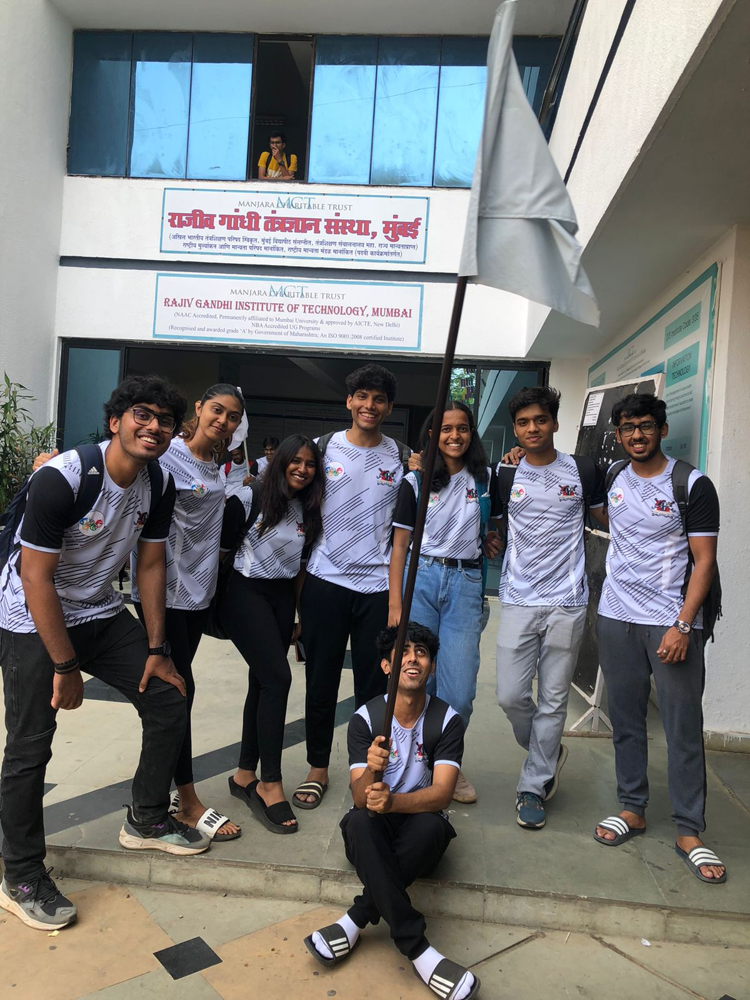 MCT
MANJARA CHARITABLE TRUST
राजीव गांधी तंत्रज्ञान संस्था, मुंबई
(अखिल भारतीय तंत्रशिक्षण परिषद स्विकृत, मुंबई विद्यापीठ संलग्नीत, तंत्रशिक्षण संचालनालय महा. राज्य मान्यताप्राप्त)
राष्ट्रीय मुल्यांकन आणि मान्यता परिषद मानांकित, राष्ट्रीय मान्यता मंडळ मानांकित (पदवी कार्यक्रमांतर्गत)
MCT
MANJARA CHARITABLE TRUST
RAJIV GANDHI INSTITUTE OF TECHNOLOGY, MUMBAI
(NAAC Accredited, Permanently affiliated to Mumbai University & approved by AICTE, New Delhi)
NBA Accredited UG Programs
(Recognised and awarded grade 'A' by Government of Maharashtra; An ISO 9001:2008 certified Institute)
DTE Institute Code: 3135
INFORMATION
TECHNOLOGY
adidas
NIKE